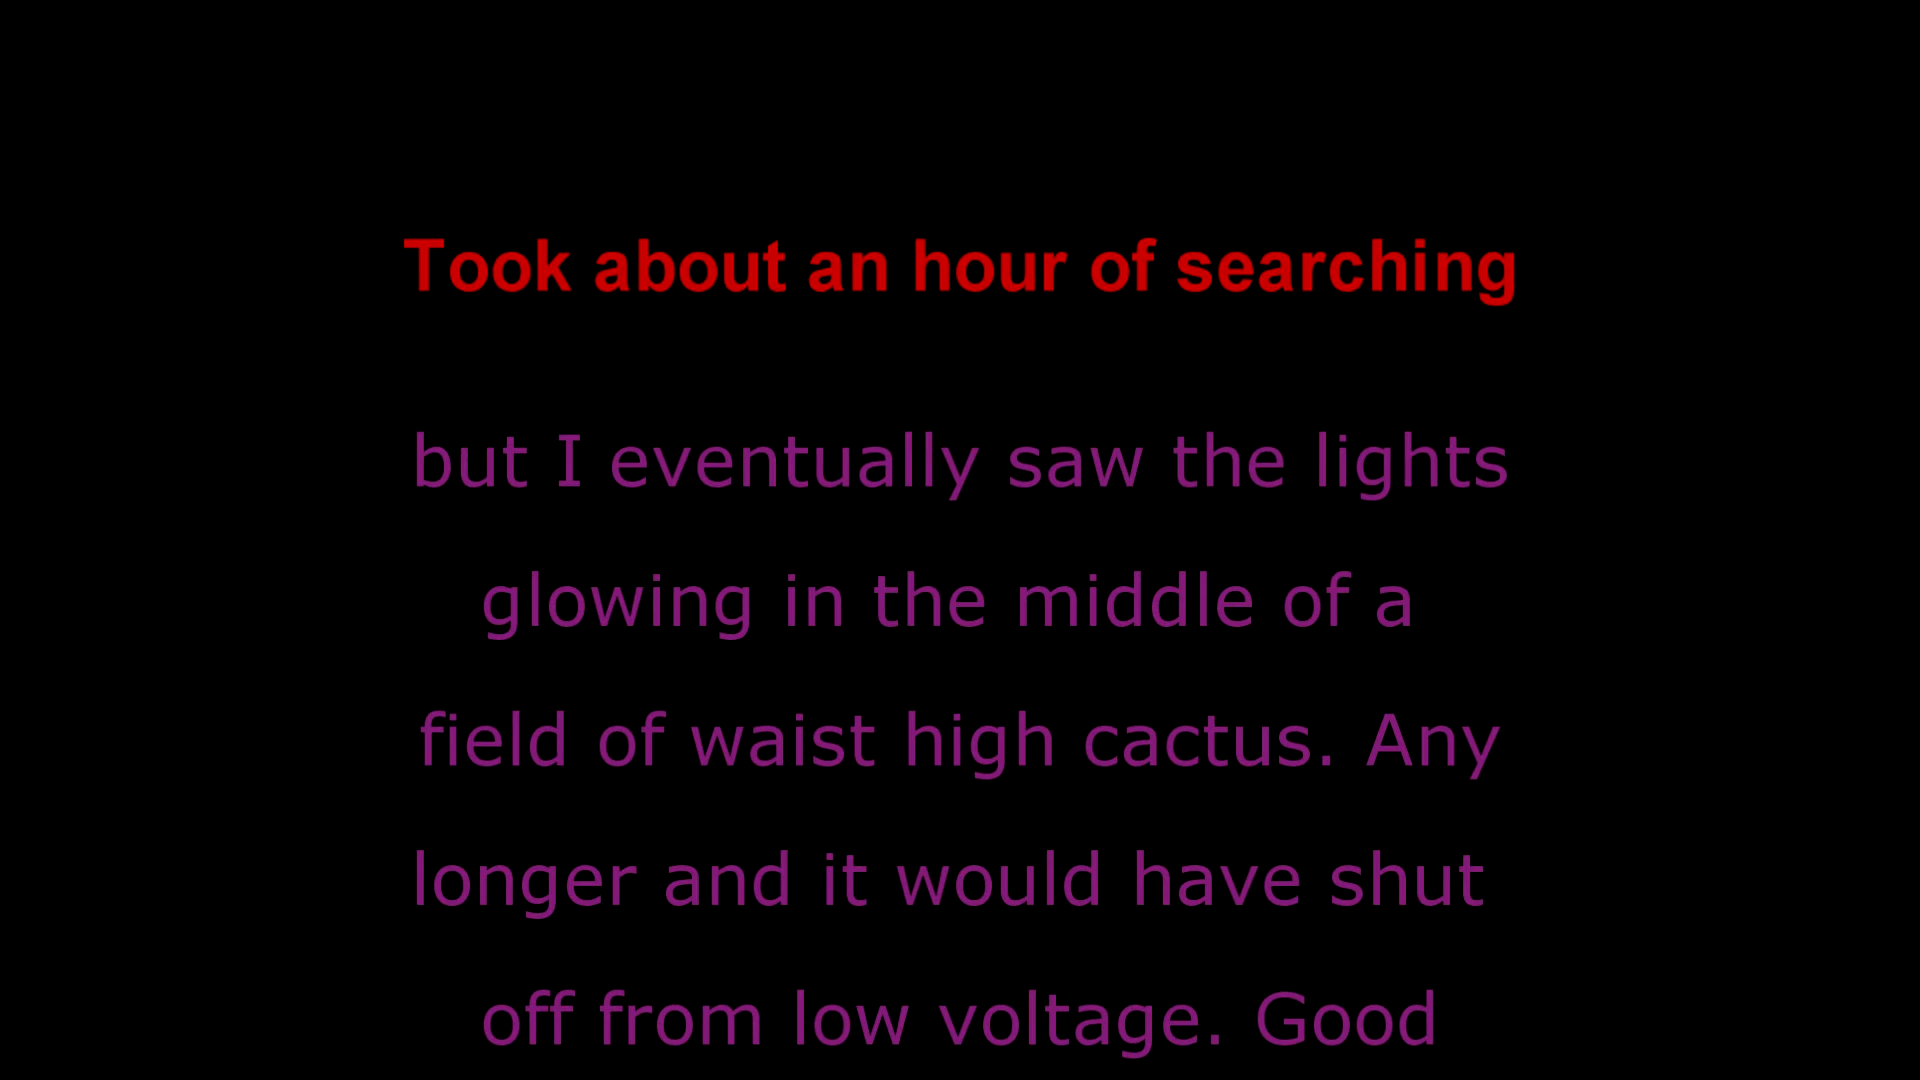 Took about an hour of searching
but I eventually saw the lights
glowing in the middle of a
field of waist high cactus. Any
longer and it would have shut
off from low voltage. Good